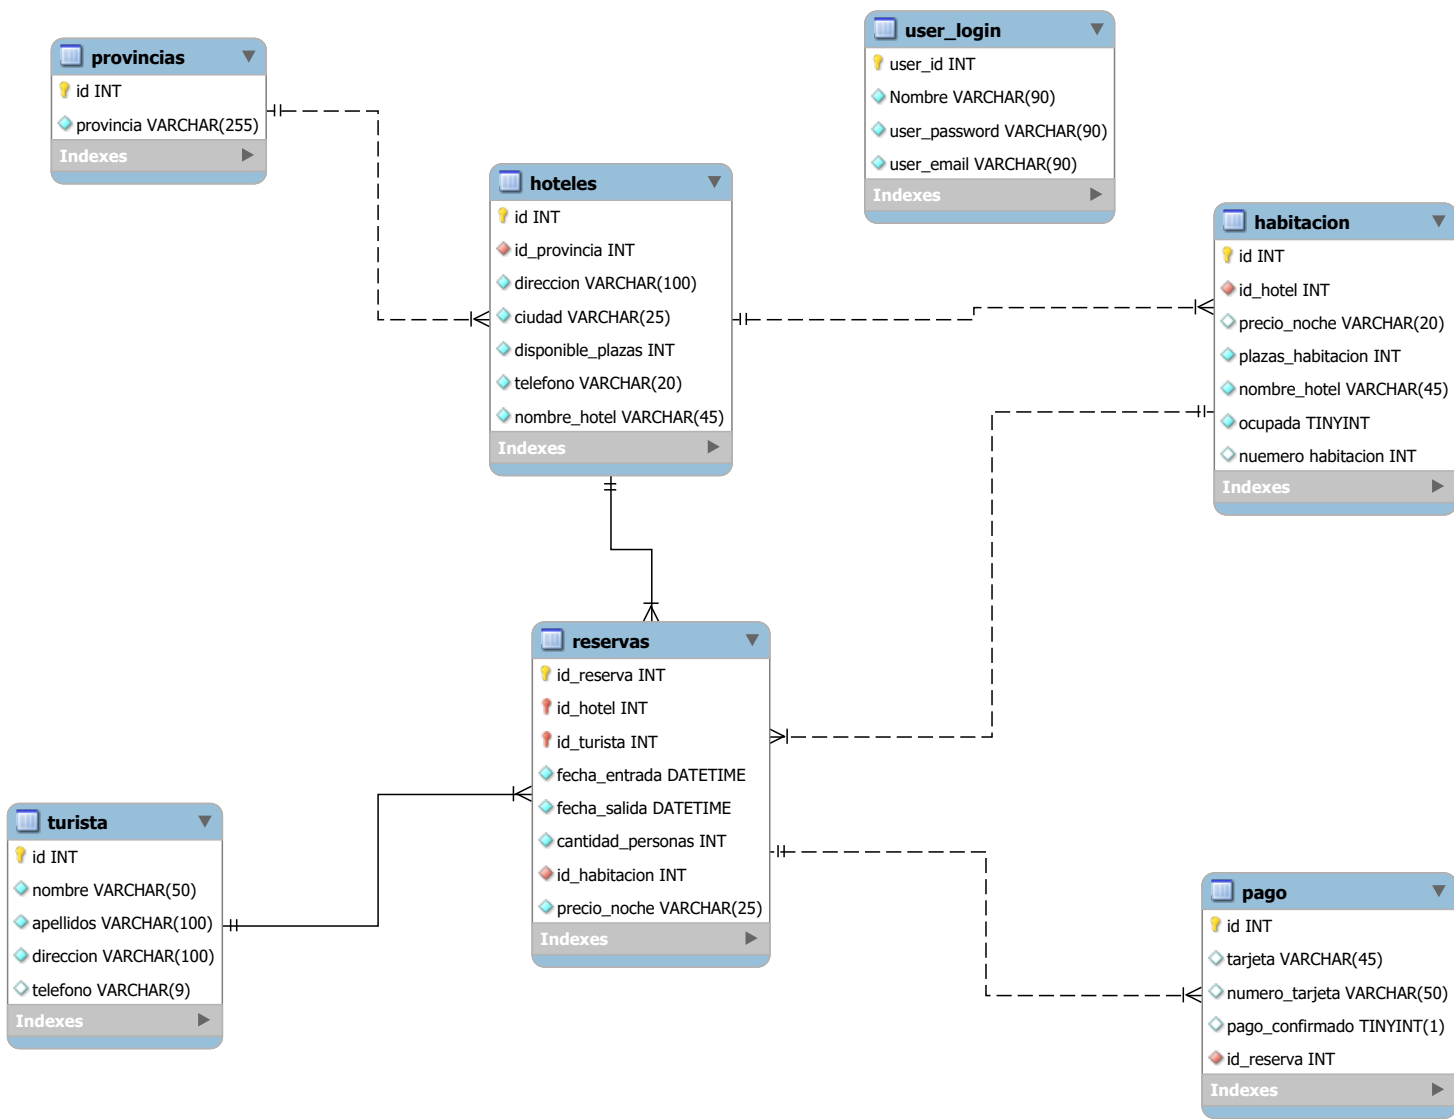 provincias
id INT
provincia VARCHAR(255)
Indexes
user_login
user_id INT
Nombre VARCHAR(90)
user_password VARCHAR(90)
user_email VARCHAR(90)
Indexes
hoteles
id INT
id_provincia INT
direccion VARCHAR(100)
ciudad VARCHAR(25)
disponible_plazas INT
telefono VARCHAR(20)
nombre_hotel VARCHAR(45)
Indexes
habitacion
id INT
id_hotel INT
precio_noche VARCHAR(20)
plazas_habitacion INT
nombre_hotel VARCHAR(45)
ocupada TINYINT
nuemero habitacion INT
Indexes
reservas
id_reserva INT
id_hotel INT
id_turista INT
fecha_entrada DATETIME
fecha_salida DATETIME
cantidad_personas INT
id_habitacion INT
precio_noche VARCHAR(25)
Indexes
turista
id INT
nombre VARCHAR(50)
apellidos VARCHAR(100)
direccion VARCHAR(100)
telefono VARCHAR(9)
Indexes
pago
id INT
tarjeta VARCHAR(45)
numero_tarjeta VARCHAR(50)
pago_confirmado TINYINT(1)
id_reserva INT
Indexes